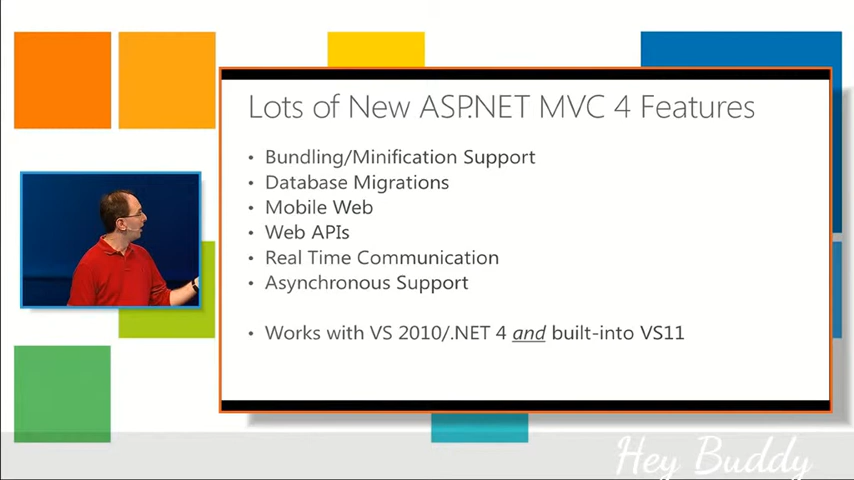 Lots of New ASP.NET MVC 4 Features
• Bundling/Minification Support
• Database Migrations
• Mobile Web
• Web APIs
• Real Time Communication
• Asynchronous Support
• Works with VS 2010/.NET 4 and built-into VS11
Hey Buddy